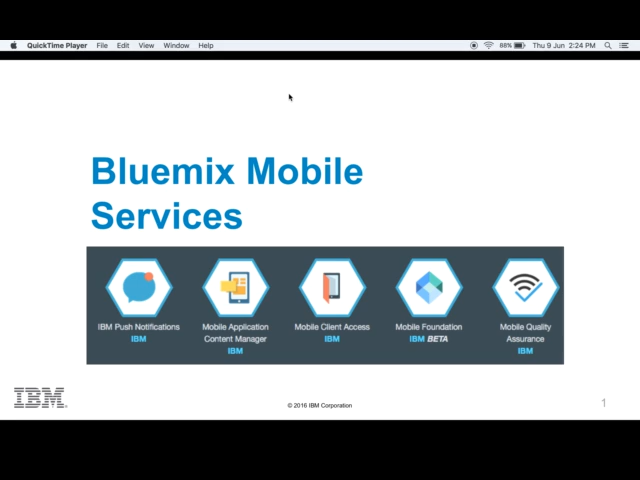 QuickTime Player File Edit View Window Help 88% Thu 9 Jun 2:24 PM
Bluemix Mobile
Services
IBM Push Notifications
IBM
Mobile Application
Content Manager
IBM
Mobile Client Access
IBM
Mobile Foundation
IBM BETA
Mobile Quality
Assurance
IBM
IBM
© 2016 IBM Corporation
1